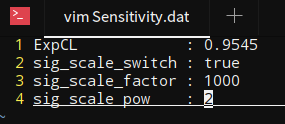 vim Sensitivity.dat
1 ExpCL : 0.9545
2 sig_scale_switch : true
3 sig_scale_factor : 1000
4 sig_scale_pow : 2